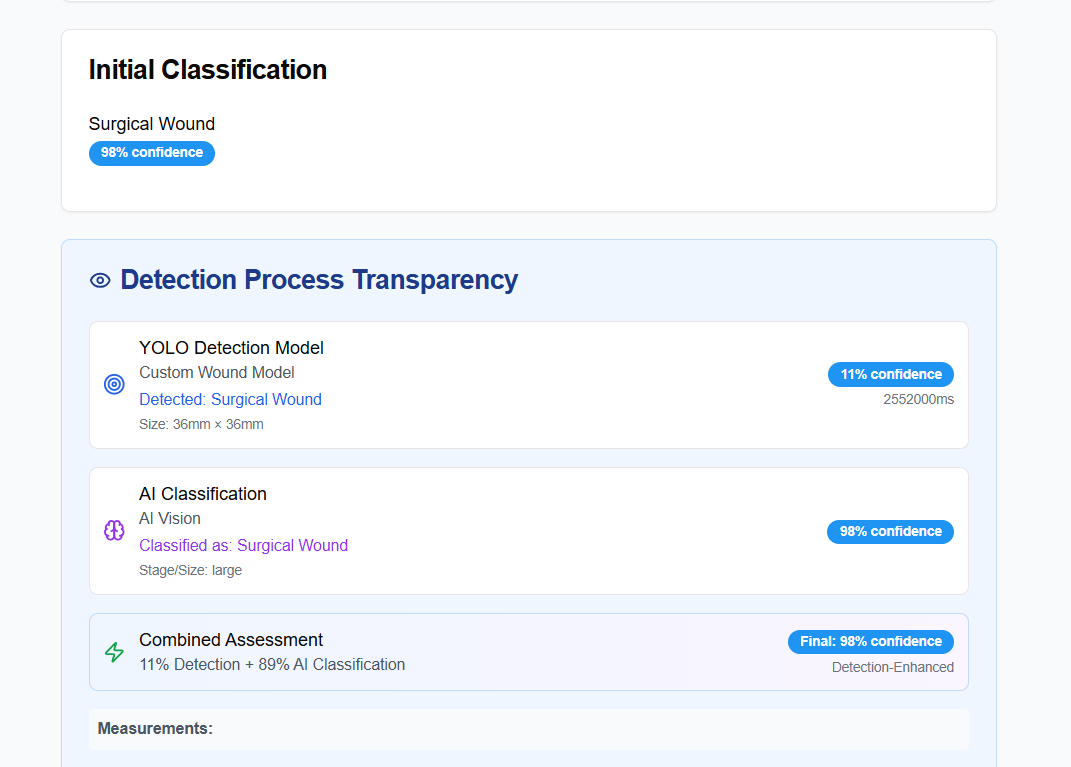 Initial Classification
Surgical Wound
98% confidence
Detection Process Transparency
YOLO Detection Model
Custom Wound Model
Detected: Surgical Wound
Size: 36mm × 36mm
11% confidence
2552000ms
AI Classification
AI Vision
Classified as: Surgical Wound
Stage/Size: large
98% confidence
Combined Assessment
11% Detection + 89% AI Classification
Final: 98% confidence
Detection-Enhanced
Measurements: